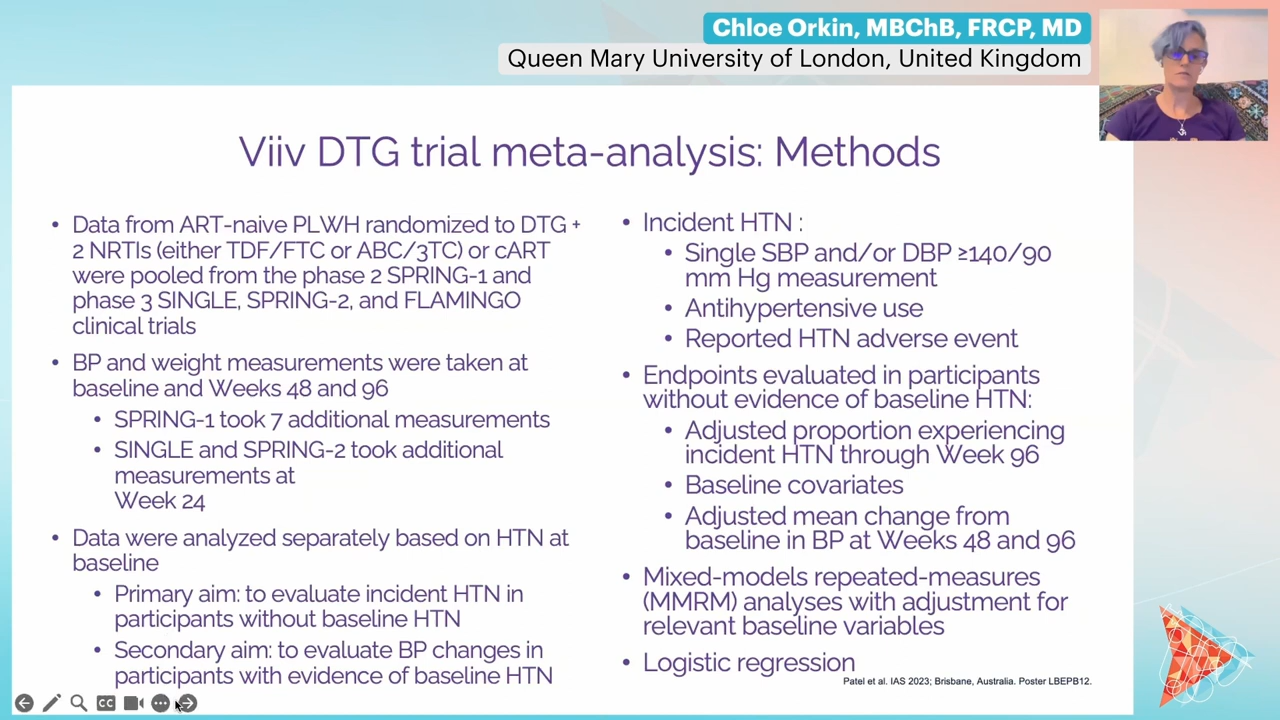 Chloe Orkin, MBChB, FRCP, MD
Queen Mary University of London, United Kingdom
Viiv DTG trial meta-analysis: Methods
• Data from ART-naive PLWH randomized to DTG +
2 NRTIs (either TDF/FTC or ABC/3TC) or cART
were pooled from the phase 2 SPRING-1 and
phase 3 SINGLE, SPRING-2, and FLAMINGO
clinical trials
• BP and weight measurements were taken at
baseline and Weeks 48 and 96
• SPRING-1 took 7 additional measurements
• SINGLE and SPRING-2 took additional
measurements at
Week 24
• Data were analyzed separately based on HTN at
baseline
• Primary aim: to evaluate incident HTN in
participants without baseline HTN
• Secondary aim: to evaluate BP changes in
participants with evidence of baseline HTN
• Incident HTN :
• Single SBP and/or DBP ≥140/90
mm Hg measurement
• Antihypertensive use
• Reported HTN adverse event
• Endpoints evaluated in participants
without evidence of baseline HTN:
• Adjusted proportion experiencing
incident HTN through Week 96
• Baseline covariates
• Adjusted mean change from
baseline in BP at Weeks 48 and 96
• Mixed-models repeated-measures
(MMRM) analyses with adjustment for
relevant baseline variables
• Logistic regression
Patel et al. IAS 2023; Brisbane, Australia. Poster LBEPB12.
CC